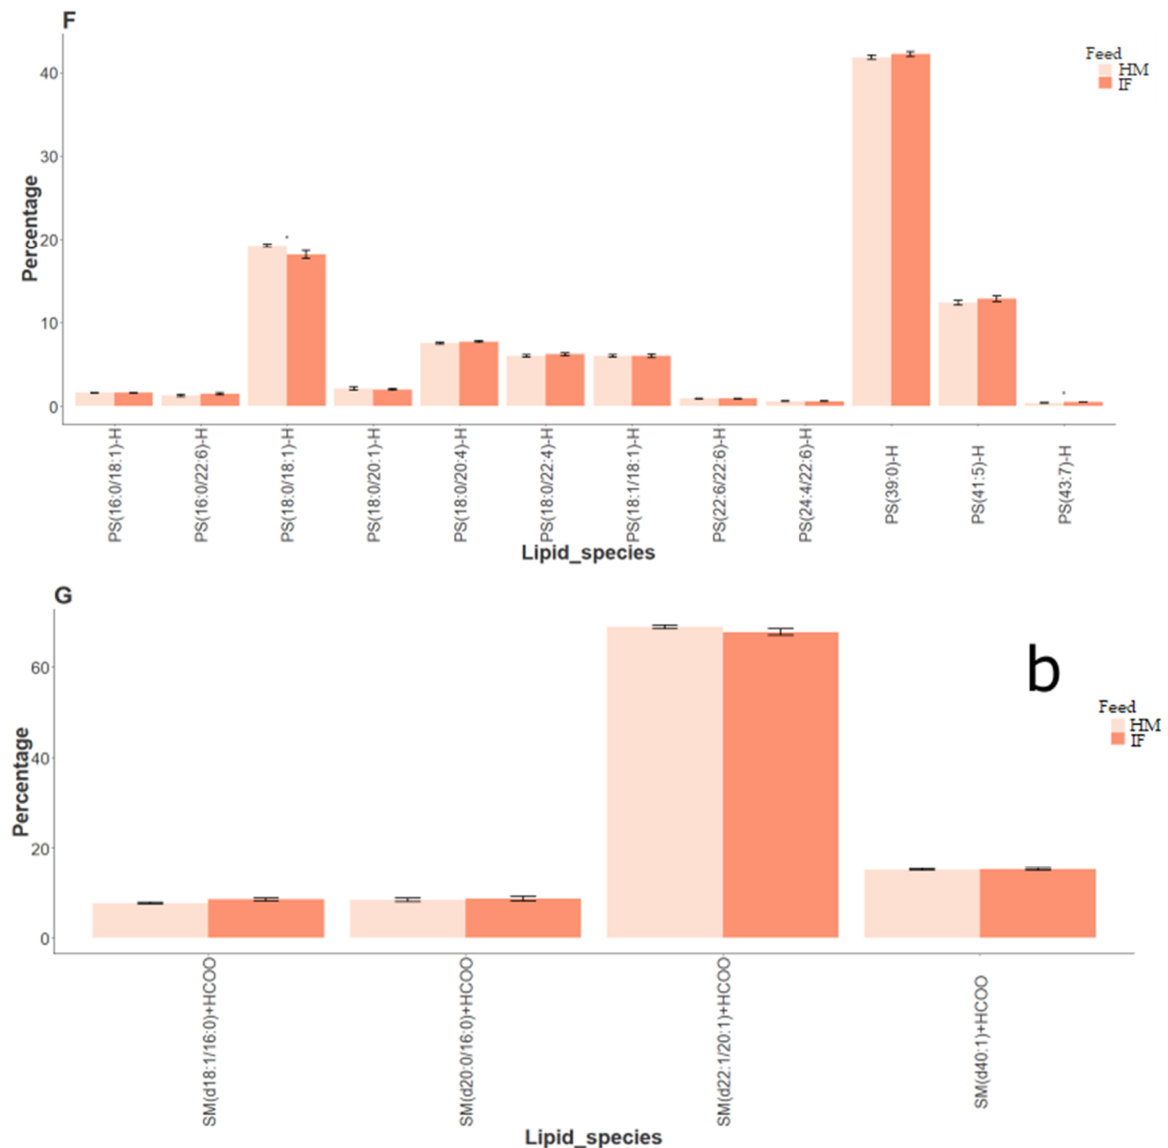 F
Feed
HM
IF
Percentage
40
30
20
10
0
*
*
PS(16:0/18:1)-H
PS(16:0/22:6)-H
PS(18:0/18:1)-H
PS(18:0/20:1)-H
PS(18:0/20:4)-H
PS(18:0/22:4)-H
PS(18:1/18:1)-H
PS(22:6/22:6)-H
PS(24:4/22:6)-H
PS(39:0)-H
PS(41:5)-H
PS(43:7)-H
Lipid_species
G
b
Feed
HM
IF
Percentage
60
40
20
0
SM(d18:1/16:0)+HCOO
SM(d20:0/16:0)+HCOO
SM(d22:1/20:1)+HCOO
SM(d40:1)+HCOO
Lipid_species